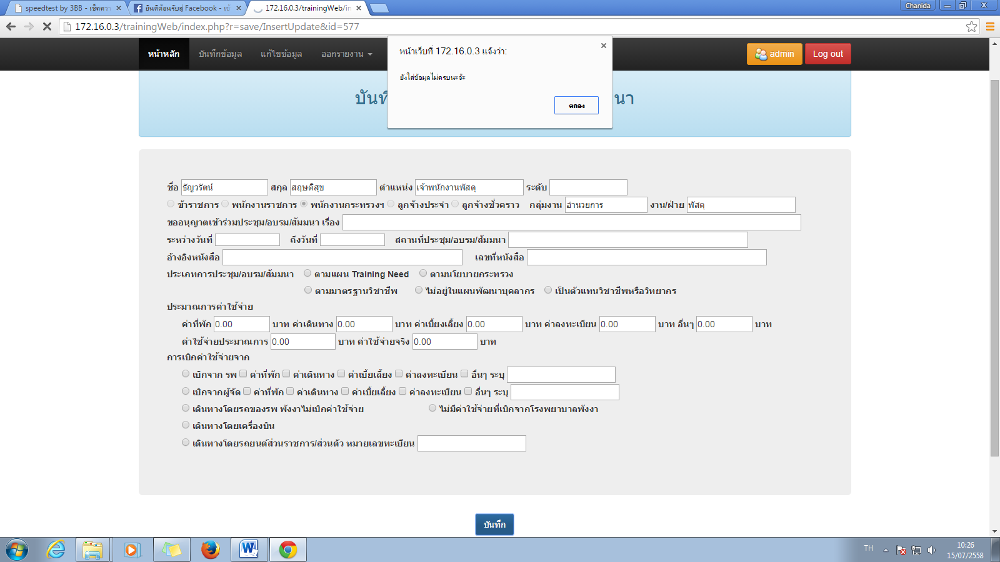 speedtest by 3BB - เช็คควา
ยินดีต้อนรับสู่ Facebook - เข้
172.16.0.3/trainingWeb/in
Chanida
172.16.0.3/trainingWeb/index.php?r=save/InsertUpdate&id=577
หน้าหลัก บันทึกข้อมูล แก้ไขข้อมูล ออกรายงาน
admin Log out
หน้าเว็บที่ 172.16.0.3 แจ้งว่า:
ยังใส่ข้อมูลไม่ครบนะจ๊ะ
ตกลง
บันทึ
นา
ชื่อ ธัญวรัตน์ สกุล สฤษดิสุข ตำแหน่ง เจ้าพนักงานพัสดุ ระดับ
ข้าราชการ พนักงานราชการ พนักงานกระทรวงฯ ลูกจ้างประจำ ลูกจ้างชั่วคราว กลุ่มงาน อำนวยการ งาน/ฝ่าย พัสดุ
ขออนุญาตเข้าร่วมประชุม/อบรม/สัมมนา เรื่อง
ระหว่างวันที่ ถึงวันที่ สถานที่ประชุม/อบรม/สัมมนา
อ้างอิงหนังสือ เลขที่หนังสือ
ประเภทการประชุม/อบรม/สัมมนา ตามแผน Training Need ตามนโยบายกระทรวง
ตามมาตรฐานวิชาชีพ ไม่อยู่ในแผนพัฒนาบุคลากร เป็นตัวแทนวิชาชีพหรือวิทยากร
ประมาณการค่าใช้จ่าย
ค่าที่พัก 0.00 บาท ค่าเดินทาง 0.00 บาท ค่าเบี้ยงเลี้ยง 0.00 บาท ค่าลงทะเบียน 0.00 บาท อื่นๆ 0.00 บาท
ค่าใช้จ่ายประมาณการ 0.00 บาท ค่าใช้จ่ายจริง 0.00 บาท
การเบิกค่าใช้จ่ายจาก
เบิกจาก รพ ค่าที่พัก ค่าเดินทาง ค่าเบี้ยเลี้ยง ค่าลงทะเบียน อื่นๆ ระบุ
เบิกจากผู้จัด ค่าที่พัก ค่าเดินทาง ค่าเบี้ยเลี้ยง ค่าลงทะเบียน อื่นๆ ระบุ
เดินทางโดยรถของรพ พังงาไม่เบิกค่าใช้จ่าย ไม่มีค่าใช้จ่ายที่เบิกจากโรงพยาบาลพังงา
เดินทางโดยเครื่องบิน
เดินทางโดยรถยนต์ส่วนราชการ/ส่วนตัว หมายเลขทะเบียน
บันทึก
TH
10:26
15/07/2558